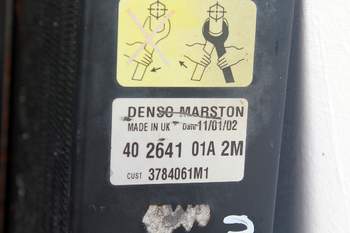 DENSO MARSTON
MADE IN UK Date 11/01/02
40 2641 01A 2M
CUST 3784061M1